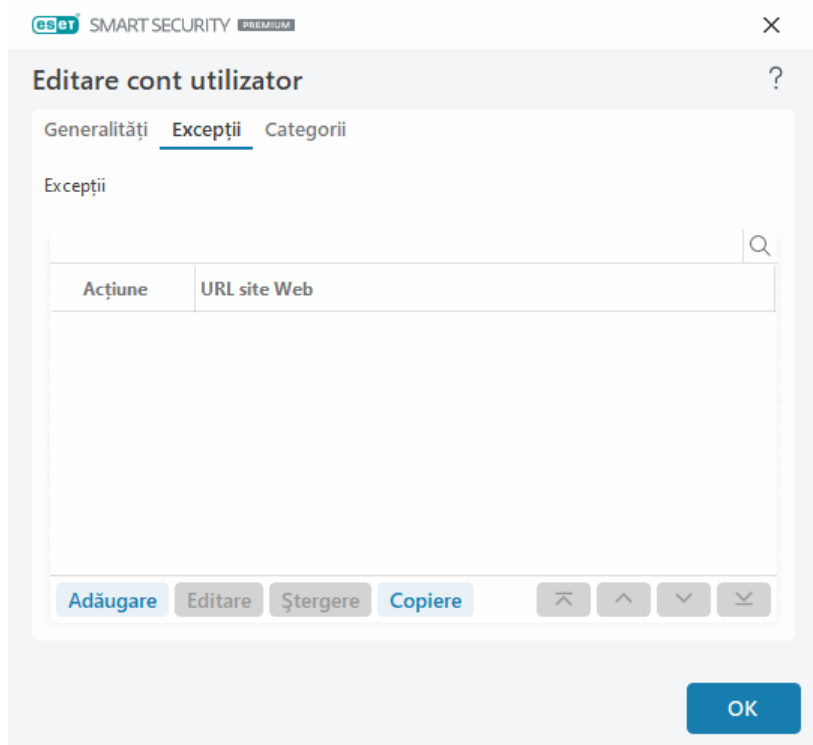 eset SMART SECURITY PREMIUM
Editare cont utilizator ?
Generalități Excepții Categorii
Excepții
Acțiune URL site Web
Adăugare Editare Ştergere Copiere
OK